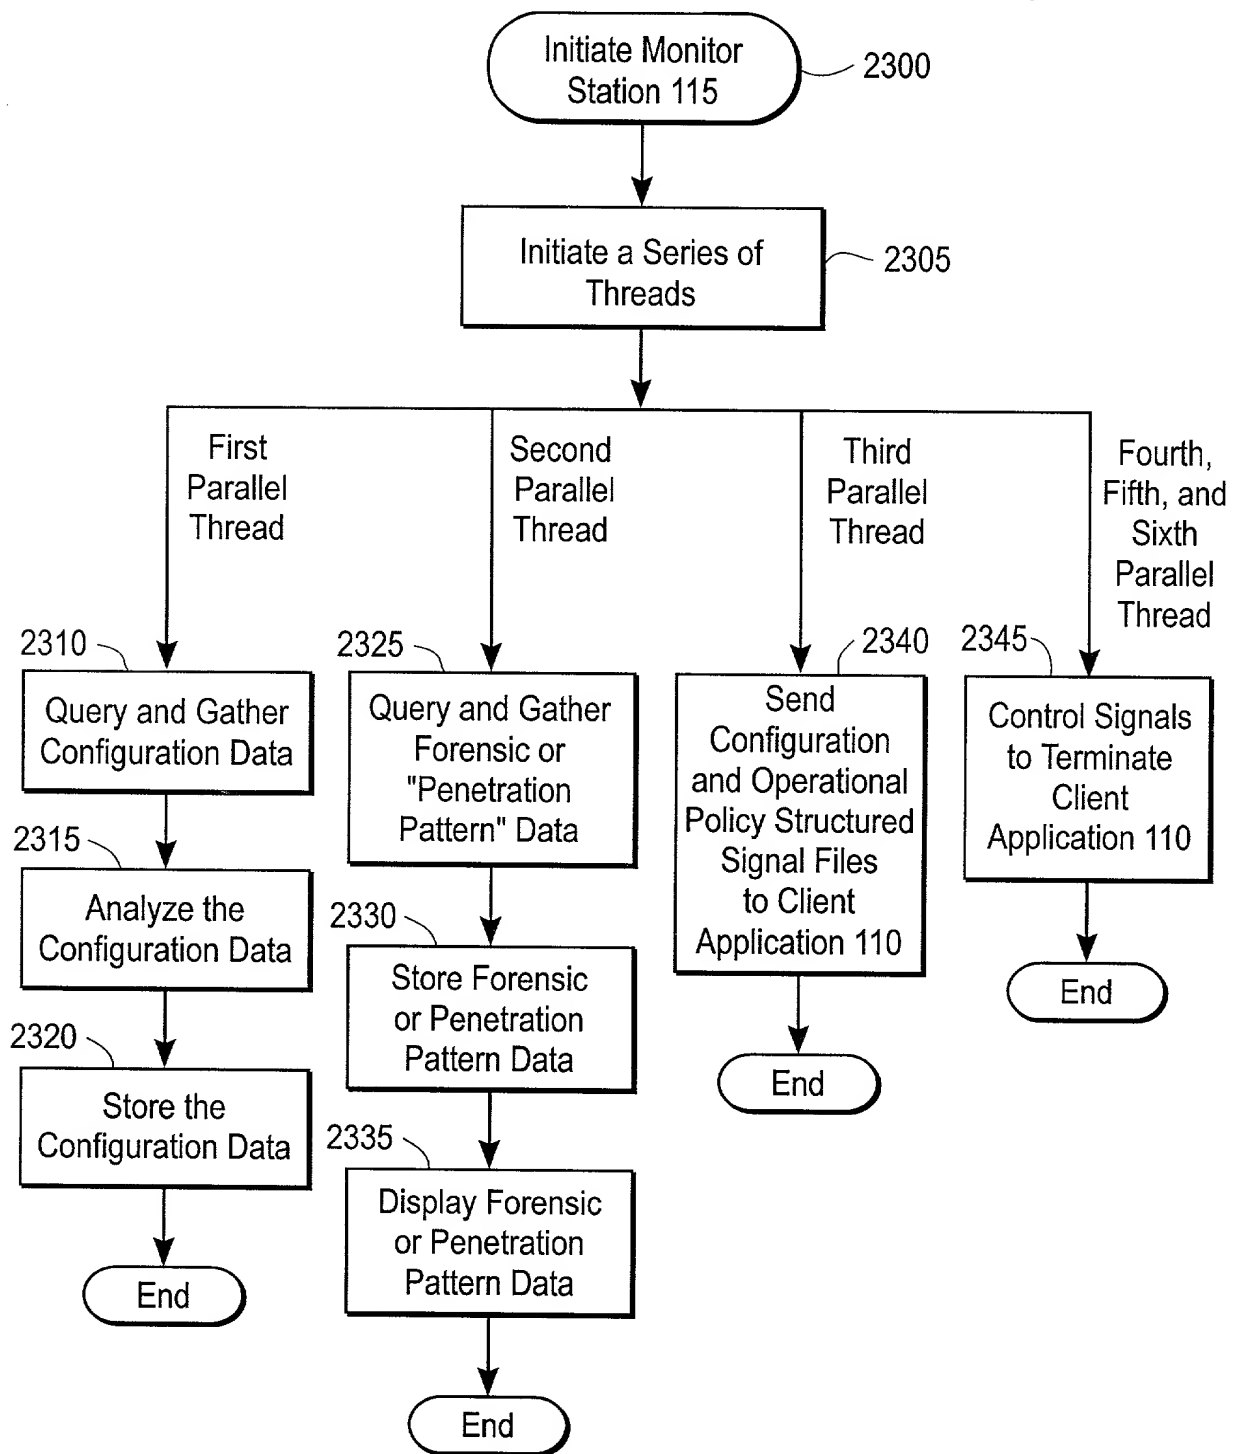 Initiate Monitor
Station 115
2300
Initiate a Series of
Threads
2305
First
Parallel
Thread
Second
Parallel
Thread
Third
Parallel
Thread
Fourth,
Fifth, and
Sixth
Parallel
Thread
2310
Query and Gather
Configuration Data
2315
Analyze the
Configuration Data
2320
Store the
Configuration Data
End
2325
Query and Gather
Forensic or
"Penetration
Pattern" Data
2330
Store Forensic
or Penetration
Pattern Data
2335
Display Forensic
or Penetration
Pattern Data
End
2340
Send
Configuration
and Operational
Policy Structured
Signal Files
to Client
Application 110
End
2345
Control Signals
to Terminate
Client
Application 110
End